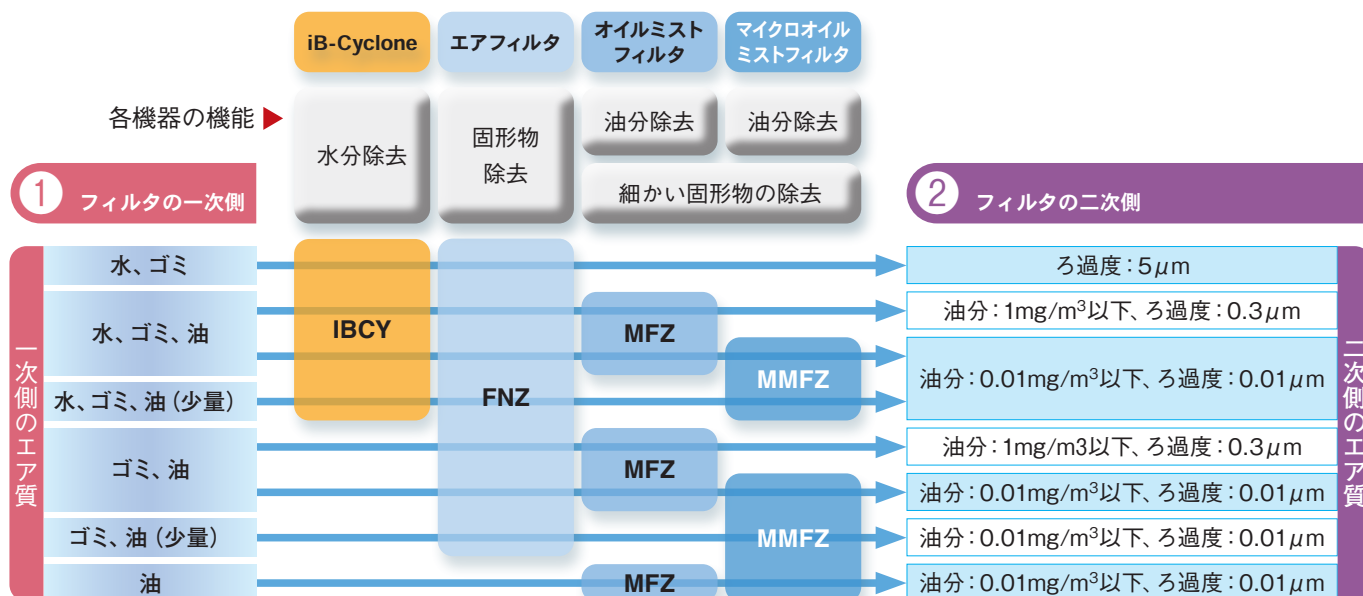 iB-Cyclone
エアフィルタ
オイルミスト
フィルタ
マイクロオイル
ミストフィルタ
各機器の機能 ▶
水分除去
固形物
除去
油分除去
油分除去
細かい固形物の除去
1 フィルタの一次側
2 フィルタの二次側
一次側のエア質
水、ゴミ
水、ゴミ、油
水、ゴミ、油（少量）
ゴミ、油
ゴミ、油（少量）
油
IBCY
FNZ
MFZ
MMFZ
MFZ
MMFZ
MFZ
ろ過度：5μm
油分：1mg/m³以下、ろ過度：0.3μm
油分：0.01mg/m³以下、ろ過度：0.01μm
油分：1mg/m3以下、ろ過度：0.3μm
油分：0.01mg/m³以下、ろ過度：0.01μm
油分：0.01mg/m³以下、ろ過度：0.01μm
油分：0.01mg/m³以下、ろ過度：0.01μm
二次側のエア質